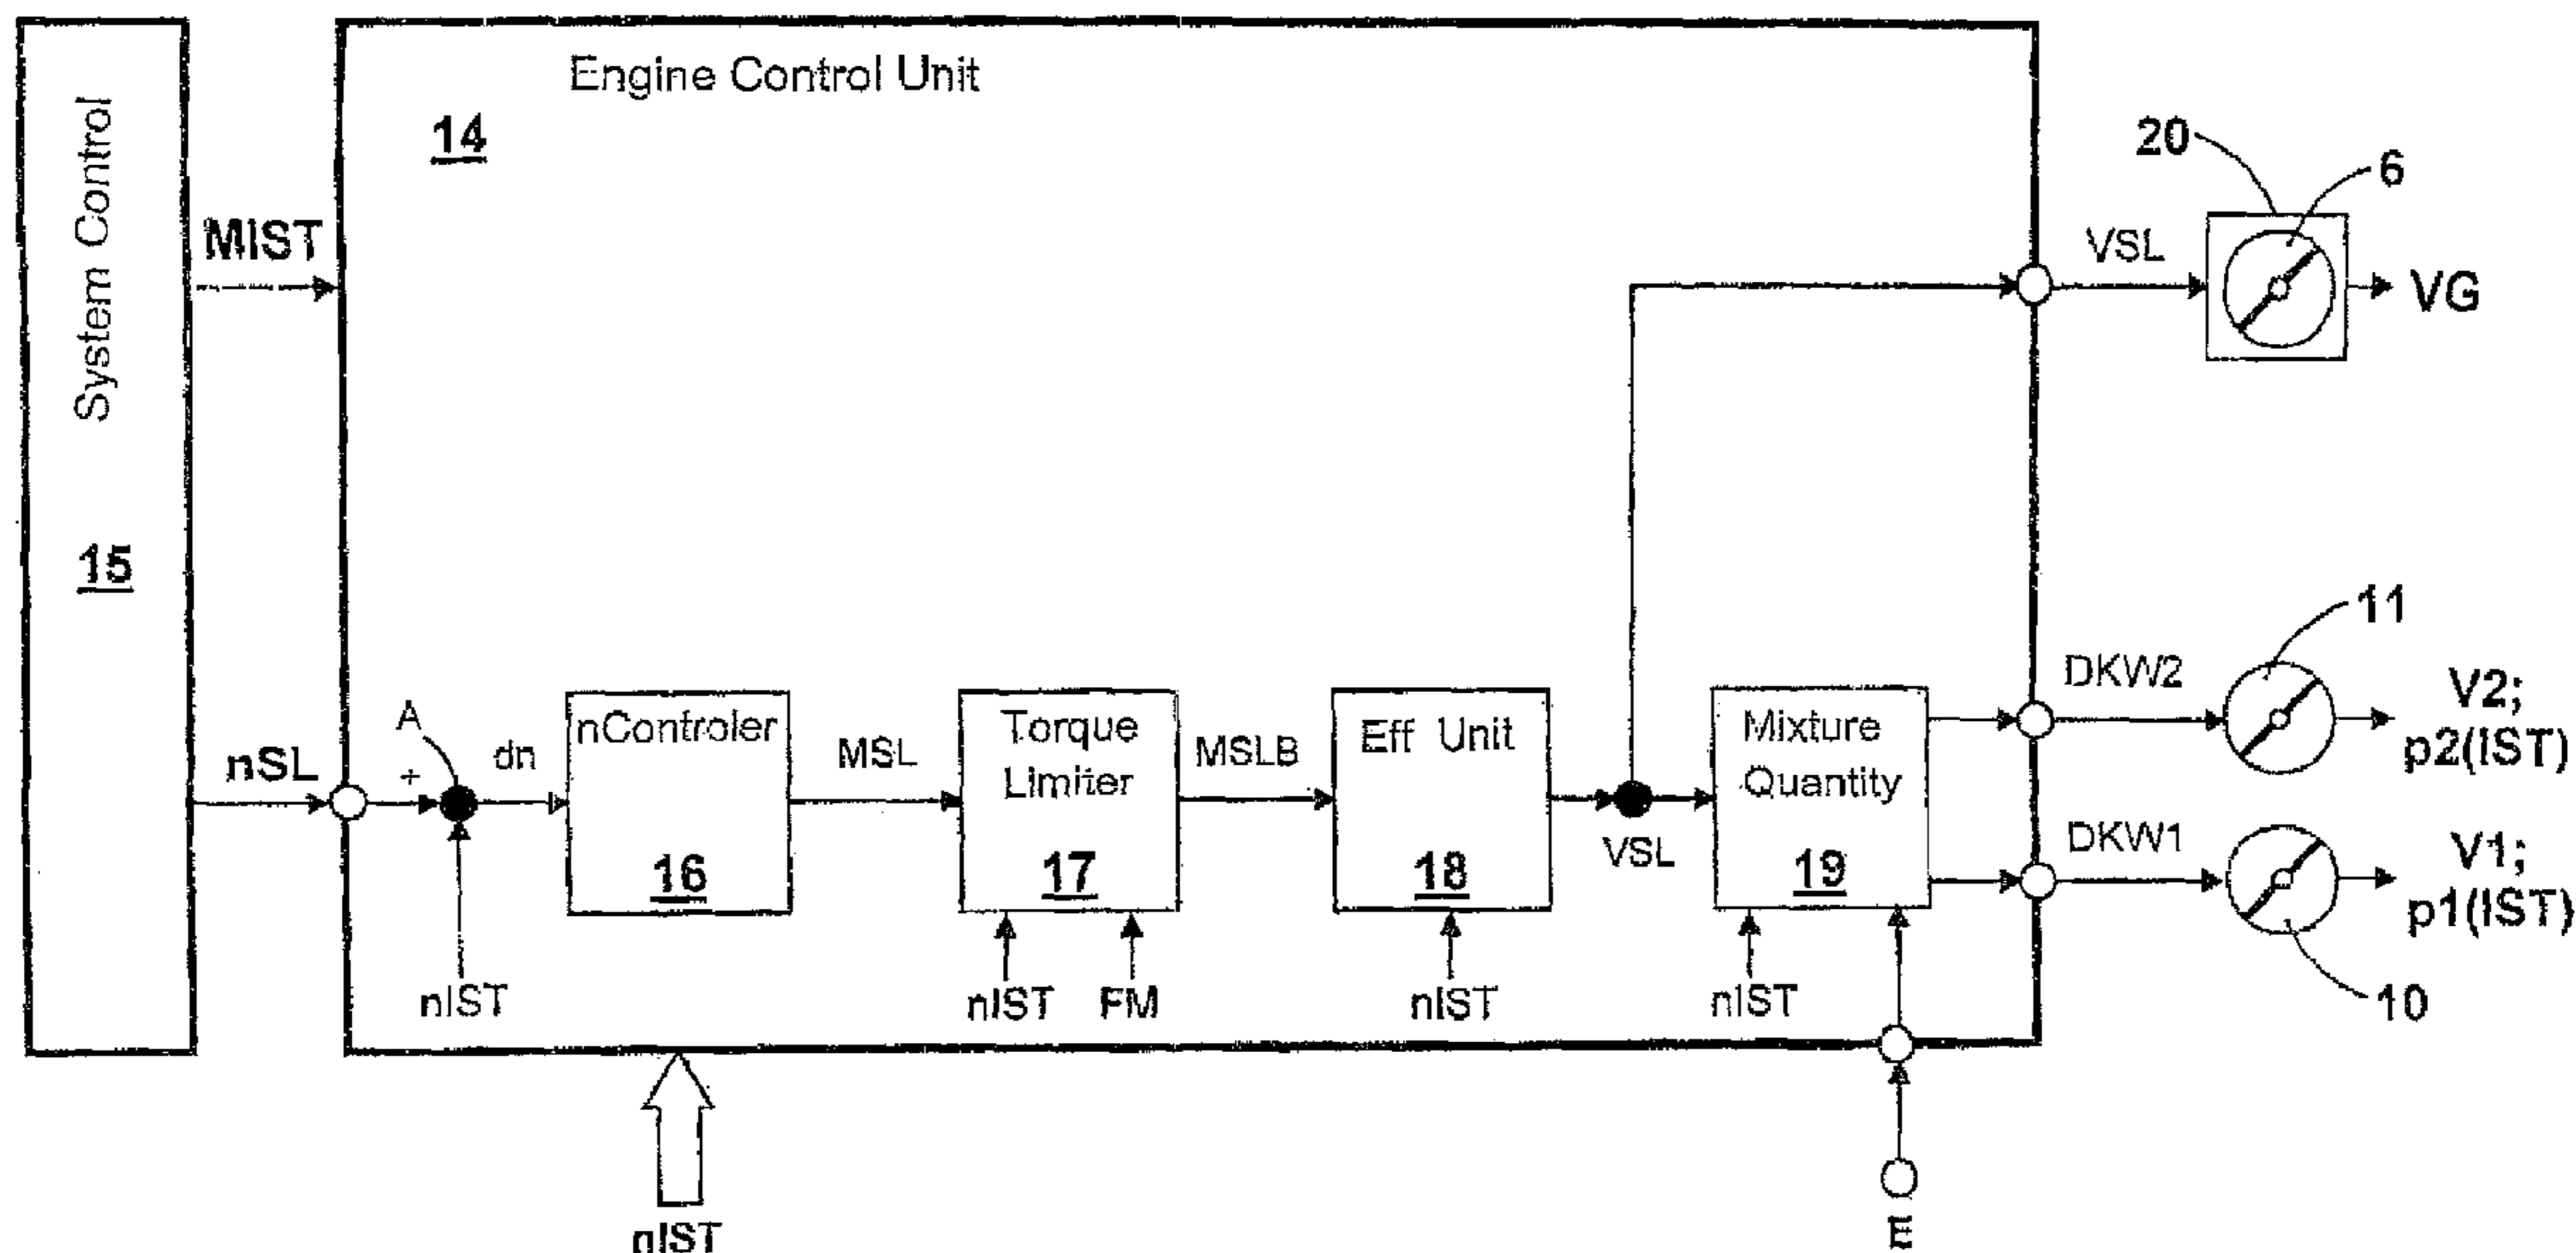 System Control
15
MIST
nSL
Engine Control Unit
14
A
+
dn
nIST
nControler
16
MSL
Torque
Limiter
17
nIST
FM
MSLB
Eff Unit
18
nIST
VSL
Mixture
Quantity
19
nIST
20
6
VSL
VG
11
DKW2
V2;
p2(IST)
DKW1
V1;
p1(IST)
10
E